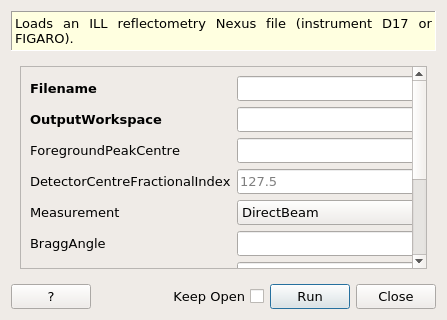 Loads an ILL reflectometry Nexus file (instrument D17 or
FIGARO).
Filename
OutputWorkspace
ForegroundPeakCentre
DetectorCentreFractionalIndex 127.5
Measurement DirectBeam
BraggAngle
? Keep Open Run Close